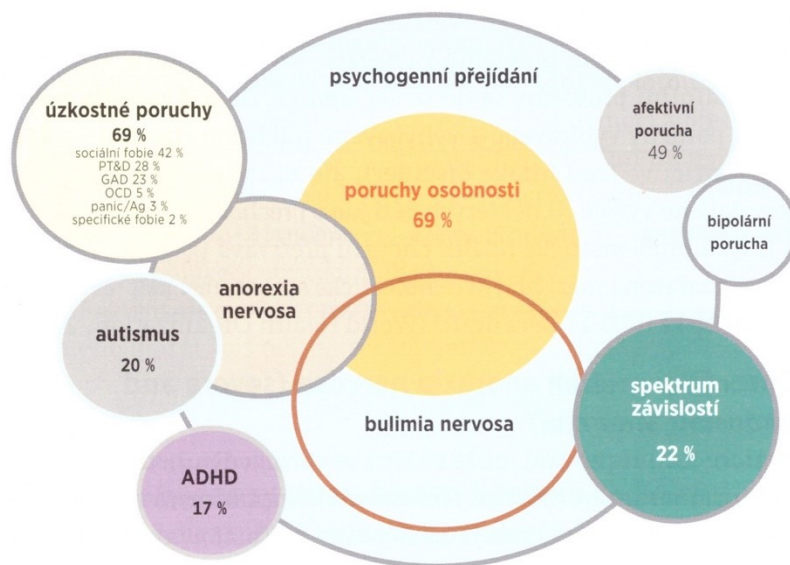 psychogenní přejídání
úzkostné poruchy
69 %
sociální fobie 42 %
PT&D 28 %
GAD 23 %
OCD 5 %
panic/Ag 3 %
specifické fobie 2 %
afektivní
porucha
49 %
poruchy osobnosti
69 %
bipolární
porucha
anorexia
nervosa
autismus
20 %
spektrum
závislostí
22 %
bulimia nervosa
ADHD
17 %